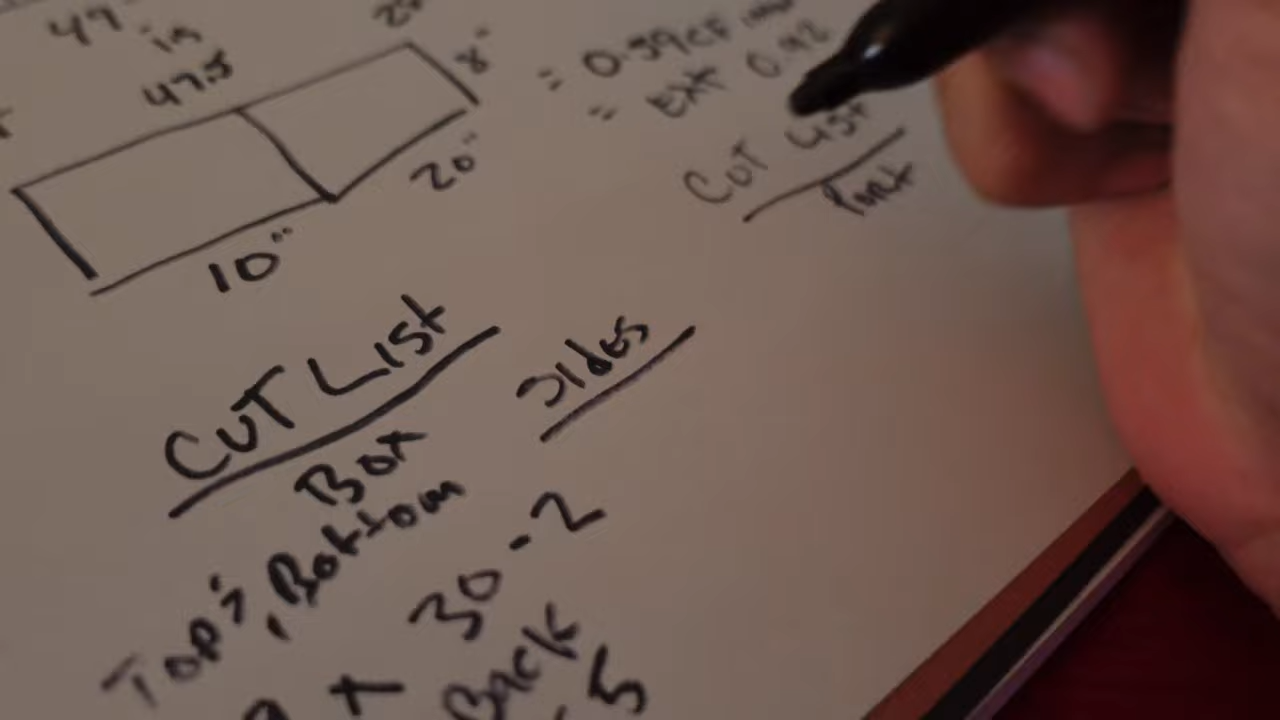 47 in
47.5
8"
20"
10"
= 0.59CF
= EXt 0.92
CUT List
Port
CUT List
Box
Sides
Top, Bottom
x 30 - 2
Back
5